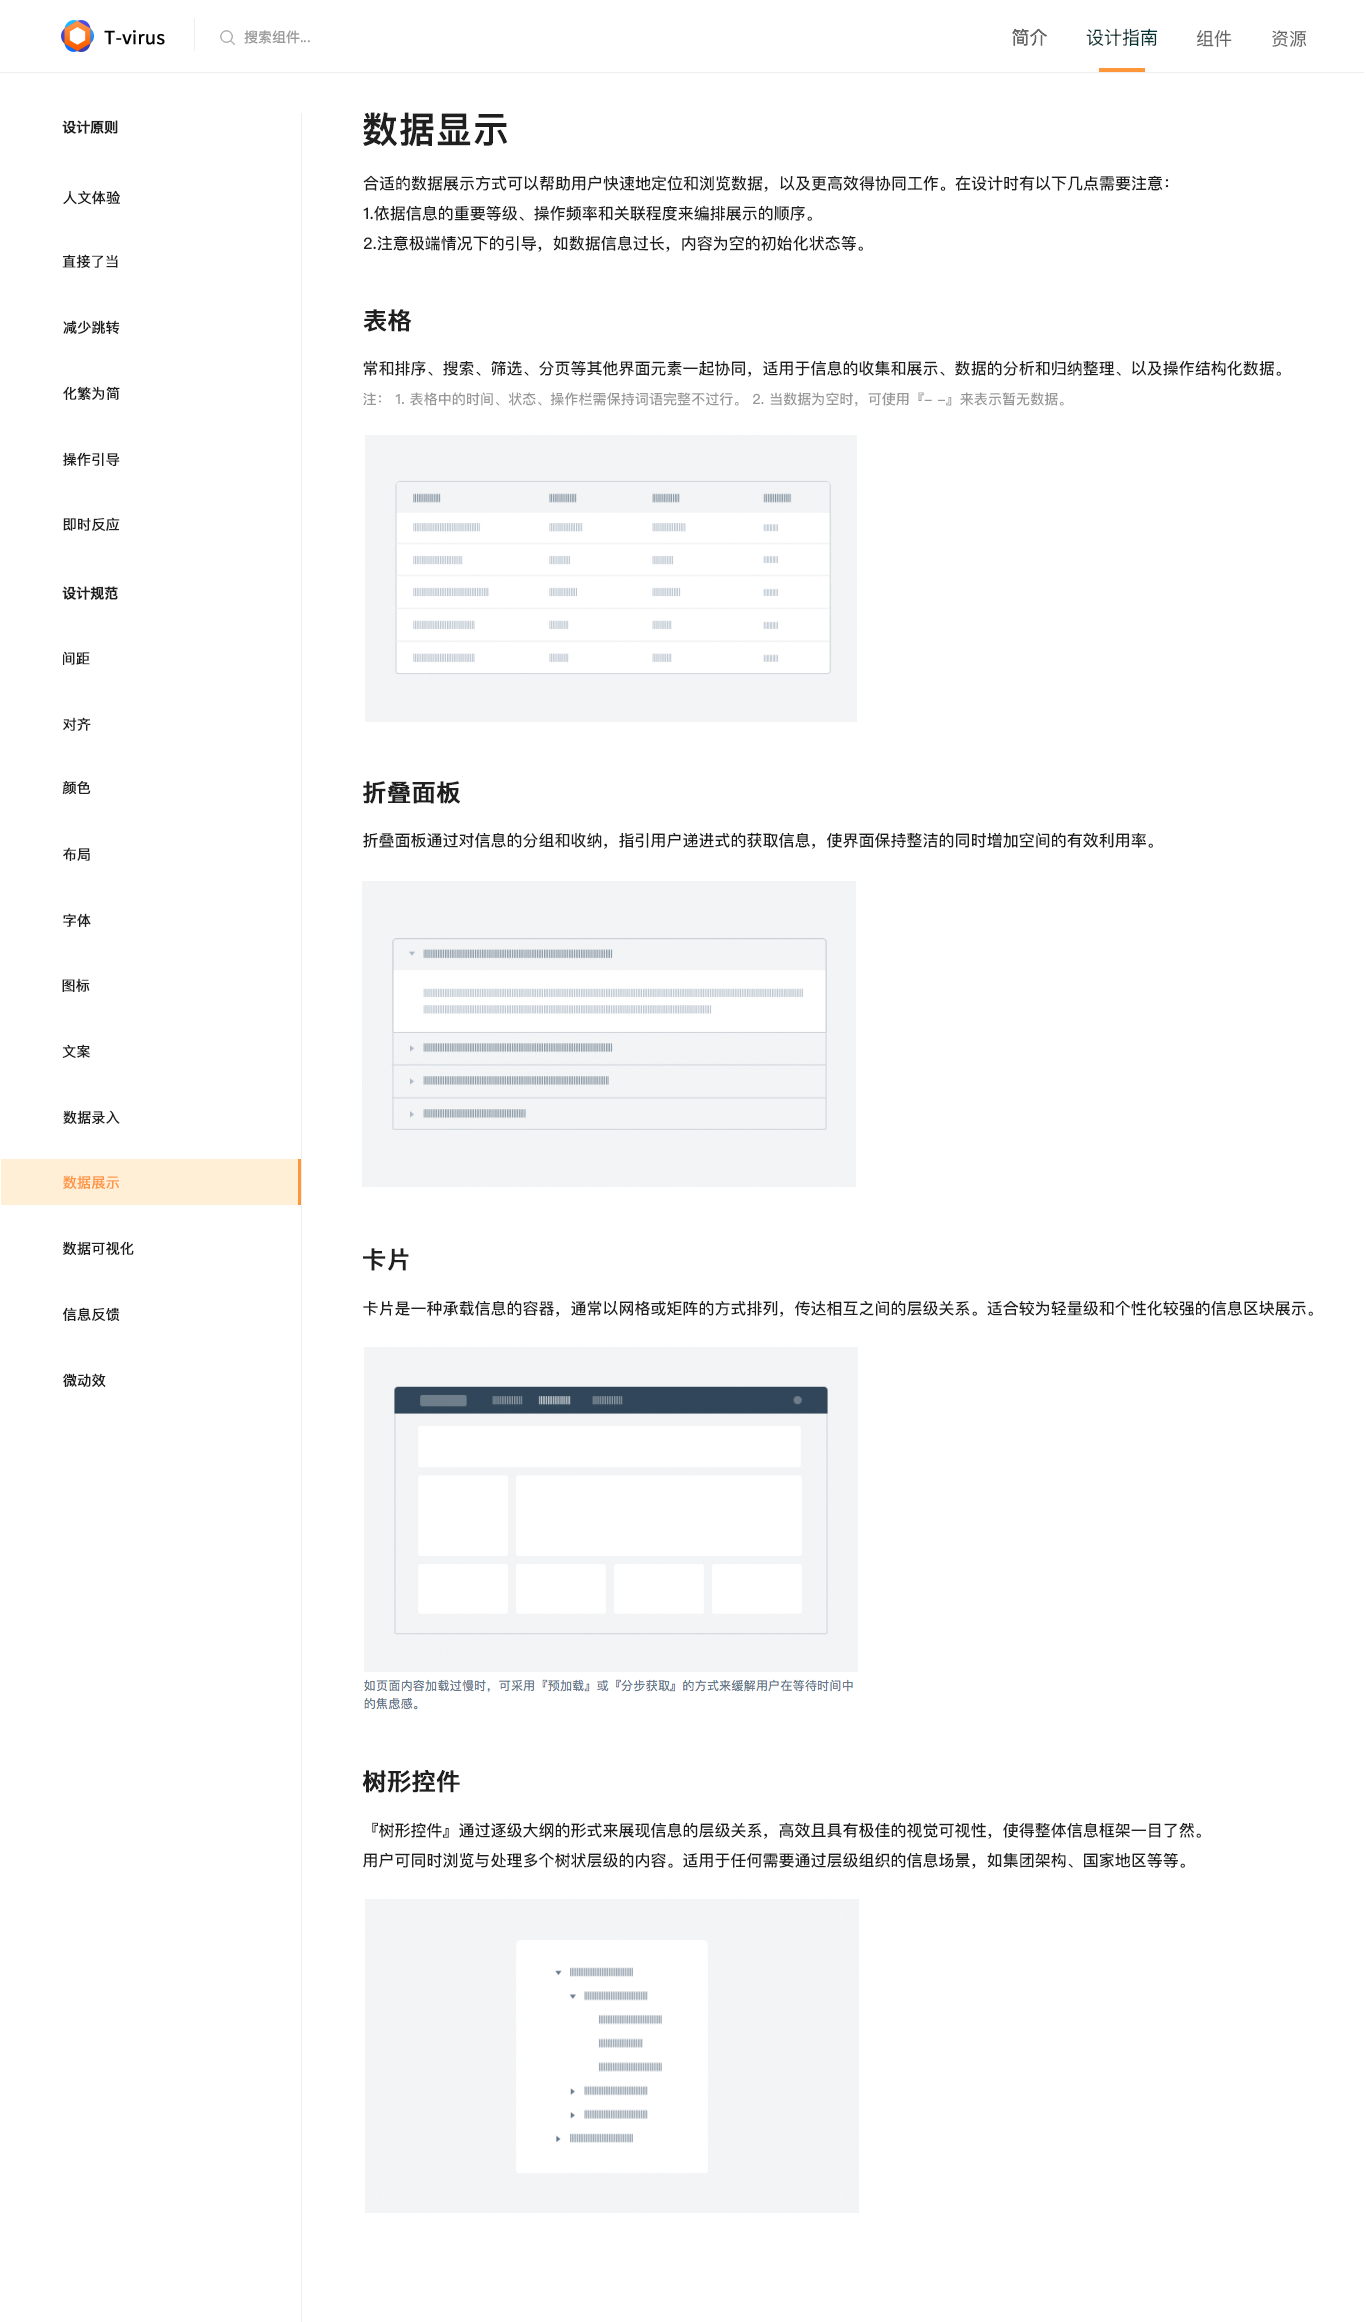 T-virus
搜索组件...
简介
设计指南
组件
资源
设计原则
人文体验
直接了当
减少跳转
化繁为简
操作引导
即时反应
设计规范
间距
对齐
颜色
布局
字体
图标
文案
数据录入
数据展示
数据可视化
信息反馈
微动效
数据显示
合适的数据展示方式可以帮助用户快速地定位和浏览数据，以及更高效得协同工作。在设计时有以下几点需要注意：
1.依据信息的重要等级、操作频率和关联程度来编排展示的顺序。
2.注意极端情况下的引导，如数据信息过长，内容为空的初始化状态等。
表格
常和排序、搜索、筛选、分页等其他界面元素一起协同，适用于信息的收集和展示、数据的分析和归纳整理、以及操作结构化数据。
注： 1. 表格中的时间、状态、操作栏需保持词语完整不过行。 2. 当数据为空时，可使用『– –』来表示暂无数据。
折叠面板
折叠面板通过对信息的分组和收纳，指引用户递进式的获取信息，使界面保持整洁的同时增加空间的有效利用率。
卡片
卡片是一种承载信息的容器，通常以网格或矩阵的方式排列，传达相互之间的层级关系。适合较为轻量级和个性化较强的信息区块展示。
如页面内容加载过慢时，可采用『预加载』或『分步获取』的方式来缓解用户在等待时间中
的焦虑感。
树形控件
『树形控件』通过逐级大纲的形式来展现信息的层级关系，高效且具有极佳的视觉可视性，使得整体信息框架一目了然。
用户可同时浏览与处理多个树状层级的内容。适用于任何需要通过层级组织的信息场景，如集团架构、国家地区等等。